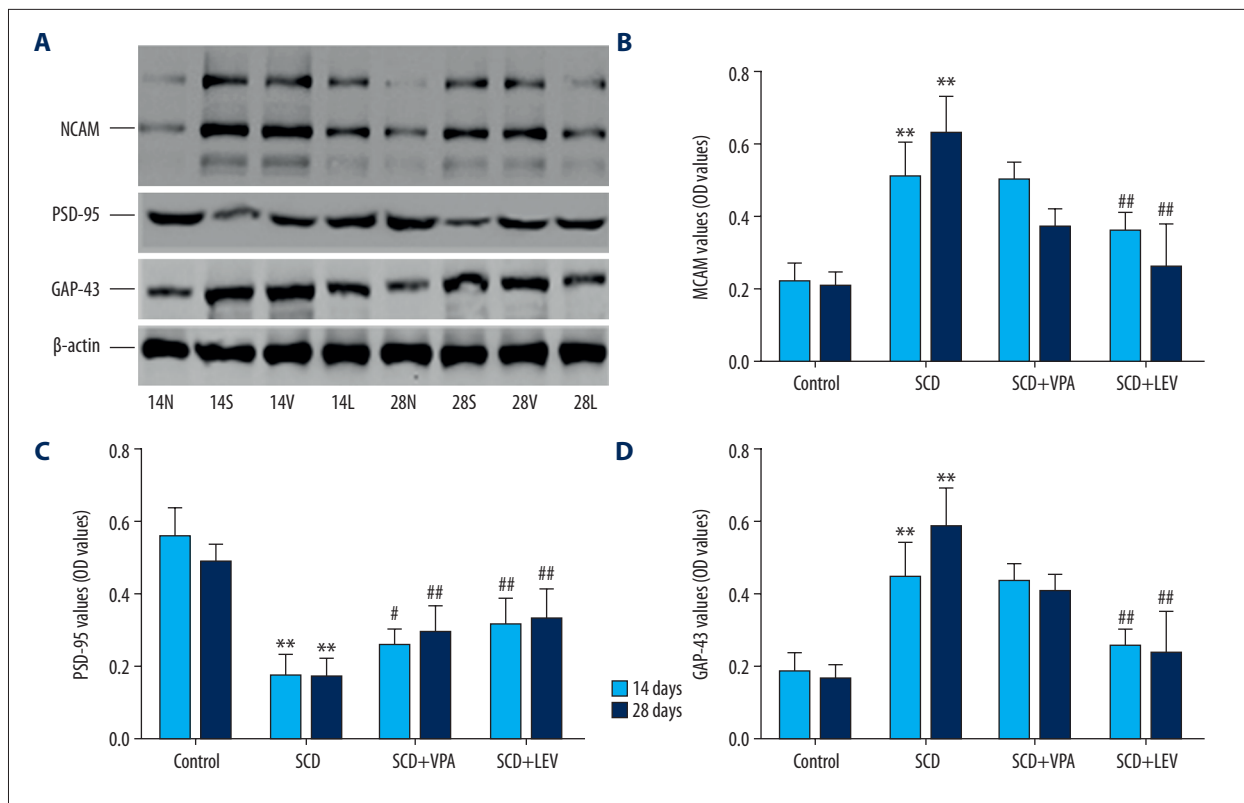 A
NCAM
PSD-95
GAP-43
β-actin
14N 14S 14V 14L 28N 28S 28V 28L
B
MCAM values (OD values)
0.8
0.6
0.4
0.2
0.0
** **
## ##
Control SCD SCD+VPA SCD+LEV
C
PSD-95 values (OD values)
0.8
0.6
0.4
0.2
0.0
** **
# ##
## ##
Control SCD SCD+VPA SCD+LEV
14 days
28 days
D
GAP-43 values (OD values)
0.8
0.6
0.4
0.2
0.0
** **
## ##
Control SCD SCD+VPA SCD+LEV